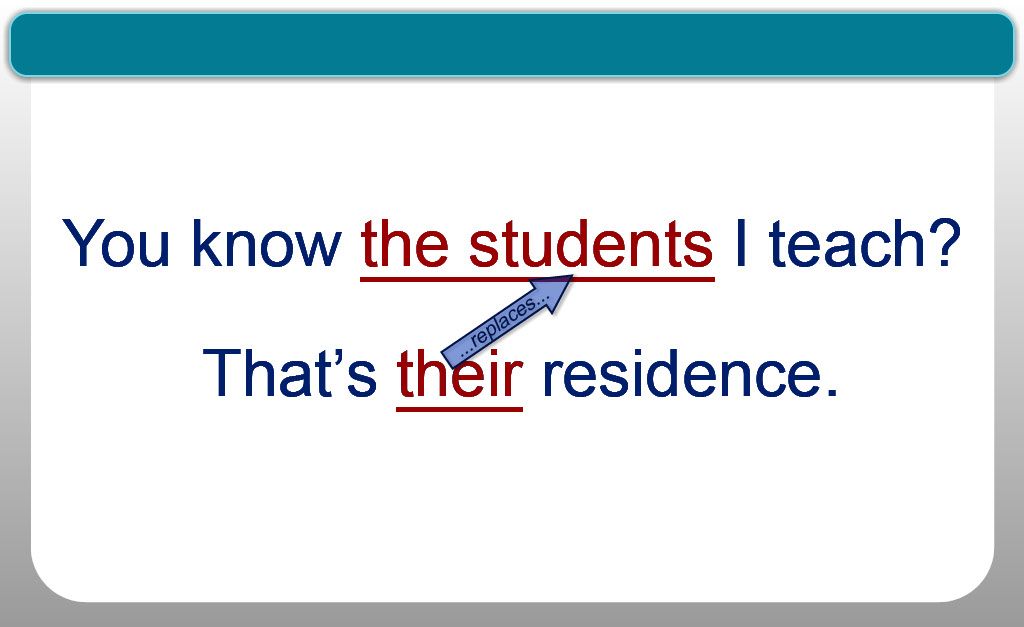 You know the students I teach?
...replaces...
That’s their residence.